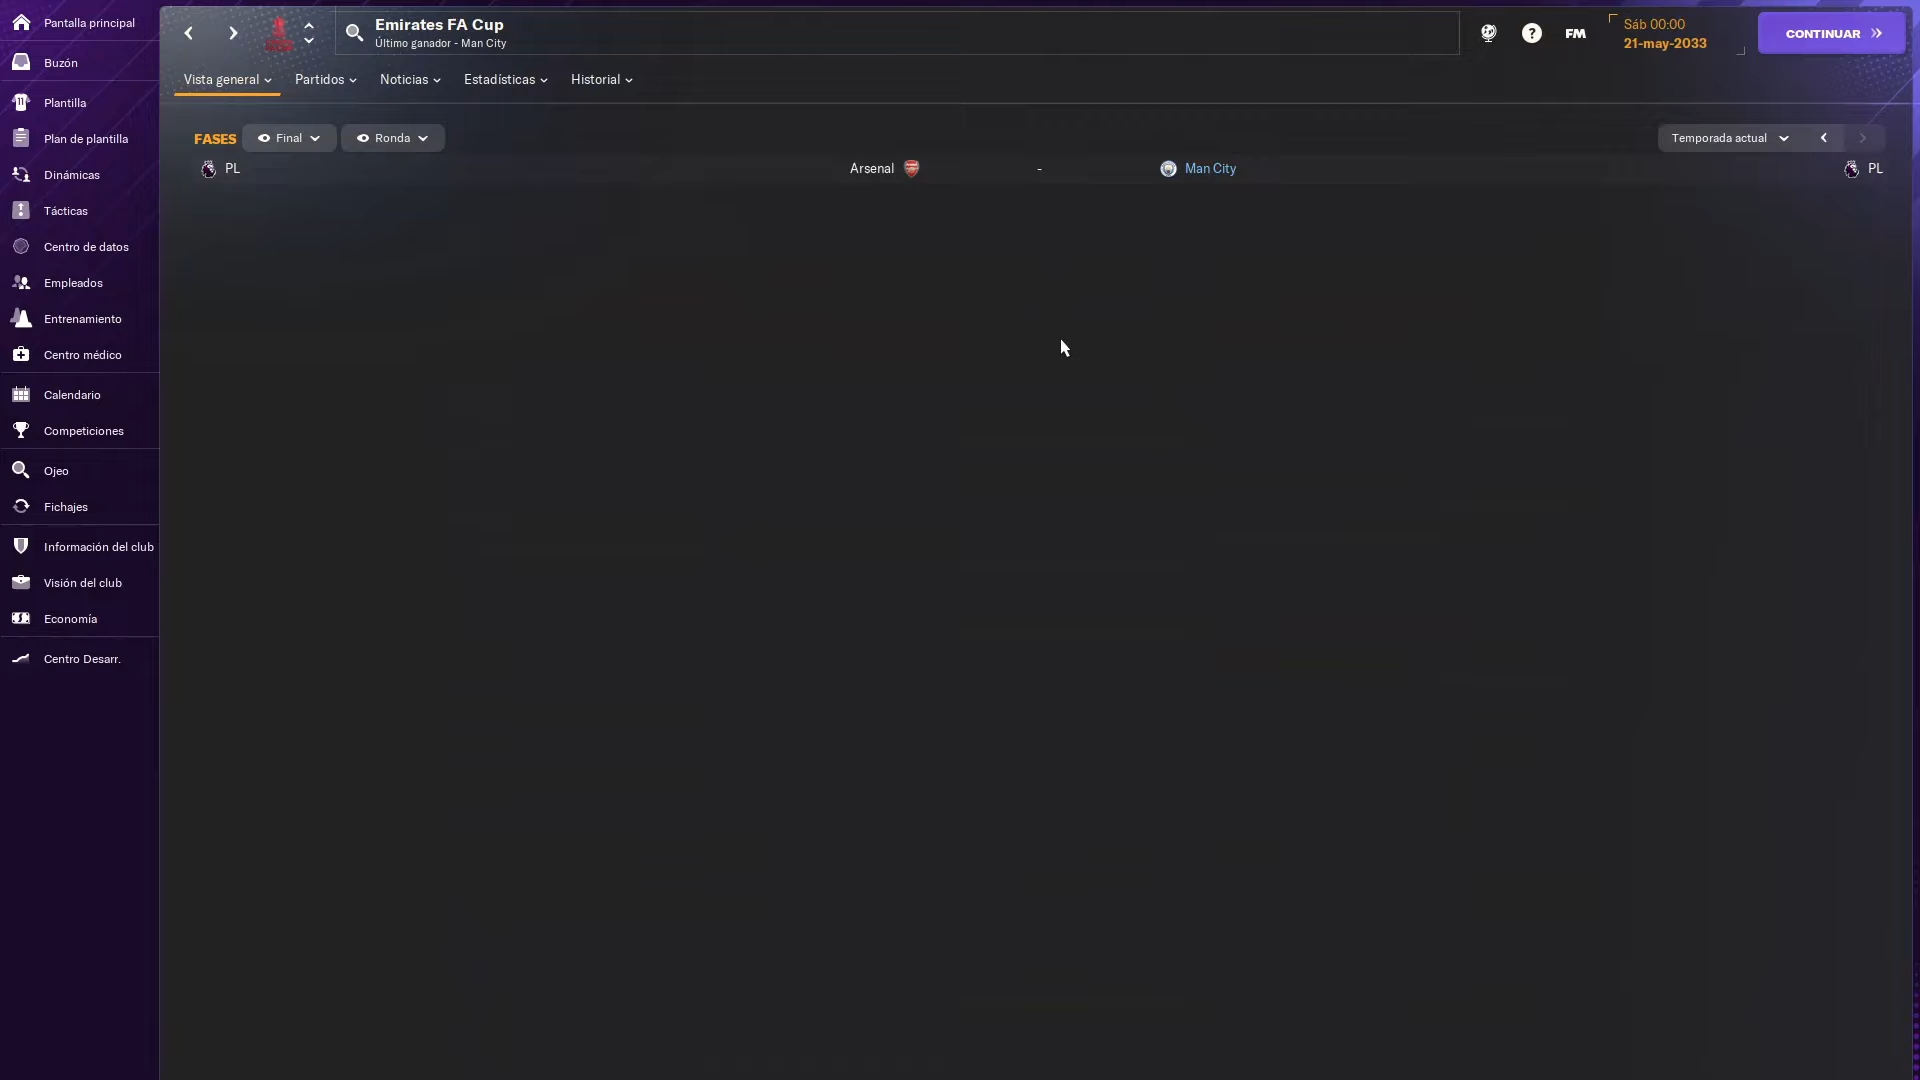 Pantalla principal
Buzón
Plantilla
Plan de plantilla
Dinámicas
Tácticas
Centro de datos
Empleados
Entrenamiento
Centro médico
Calendario
Competiciones
Ojeo
Fichajes
Información del club
Visión del club
Economía
Centro Desarr.
Emirates FA Cup
Último ganador - Man City
FM
Sáb 00:00
21-may-2033
CONTINUAR
Vista general
Partidos
Noticias
Estadísticas
Historial
FASES
Final
Ronda
Temporada actual
PL Arsenal - Man City PL